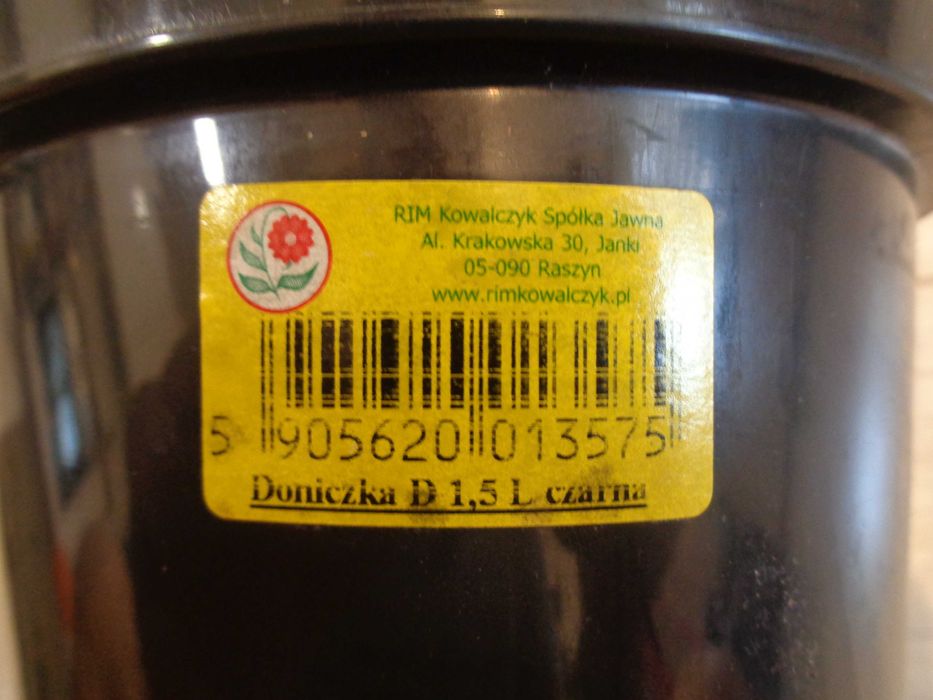 RIM Kowalczyk Spółka Jawna
Al. Krakowska 30, Janki
05-090 Raszyn
www.rimkowalczyk.pl
5 905620 013575
Doniczka D 1,5 L czarna